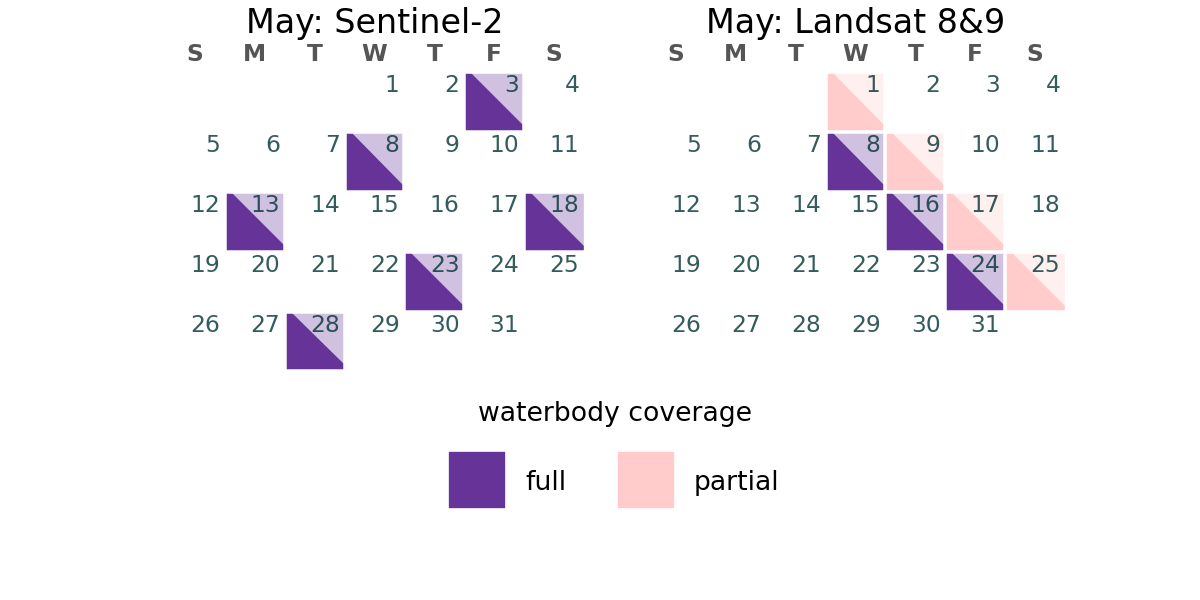 May: Sentinel-2
S M T W T F S
1 2 3 4
5 6 7 8 9 10 11
12 13 14 15 16 17 18
19 20 21 22 23 24 25
26 27 28 29 30 31
May: Landsat 8&9
S M T W T F S
1 2 3 4
5 6 7 8 9 10 11
12 13 14 15 16 17 18
19 20 21 22 23 24 25
26 27 28 29 30 31
waterbody coverage
full
partial